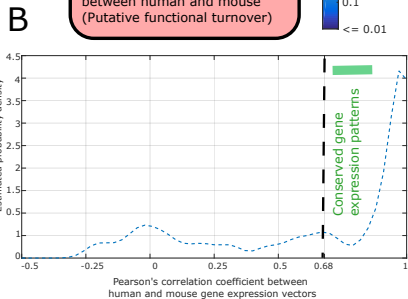 between human and mouse
(Putative functional turnover)
0.1
<= 0.01
B
4.5
4
3.5
3
2.5
2
1.5
1
0.5
0
Conserved gene
expression patterns
-0.5
-0.25
0
0.25
0.5
0.68
1
Pearson's correlation coefficient between
human and mouse gene expression vectors